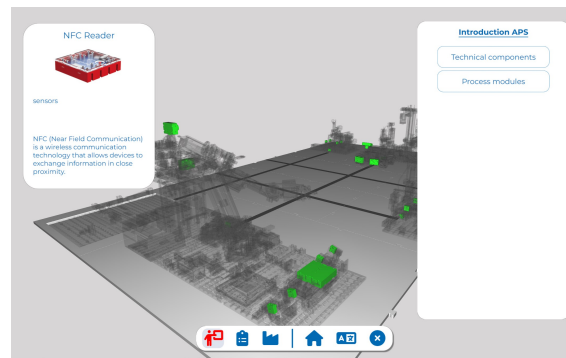 NFC Reader
sensors
NFC (Near Field Communication)
is a wireless communication
technology that allows devices to
exchange information in close
proximity.
Introduction APS
Technical components
Process modules